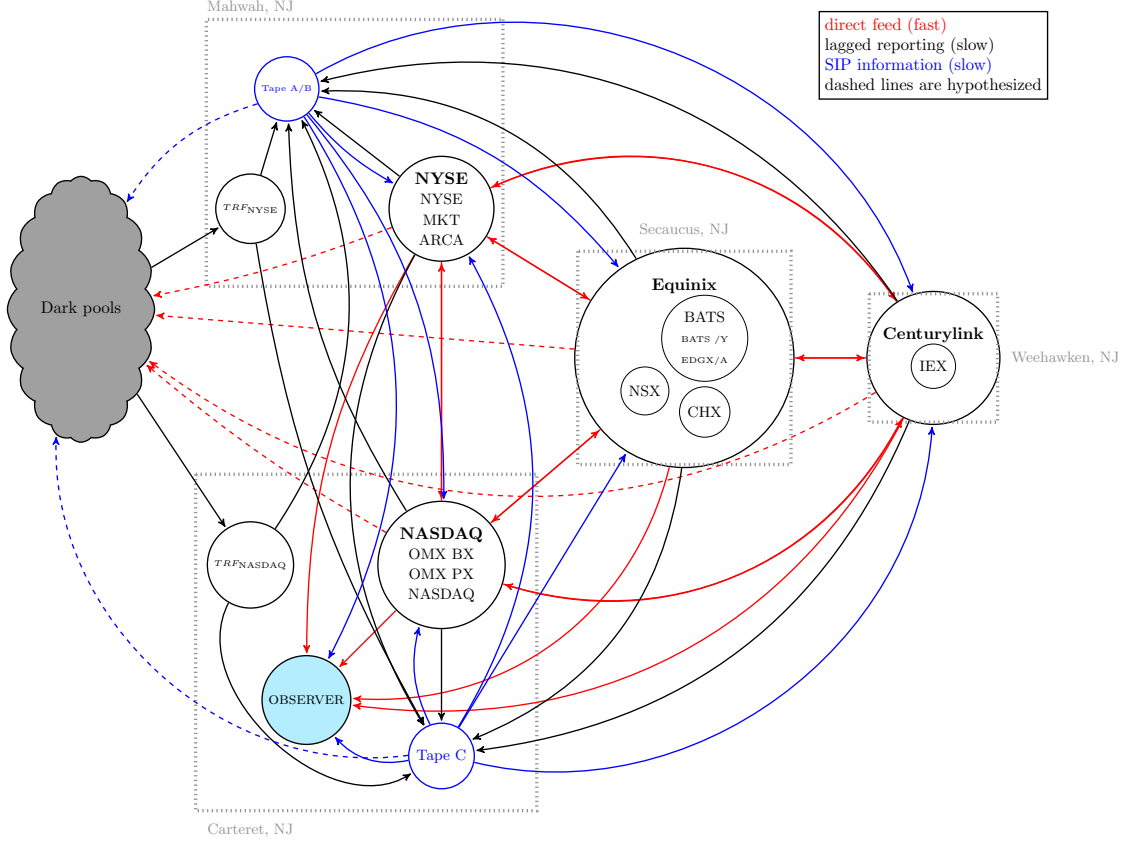 Mahwah, NJ
direct feed (fast)
lagged reporting (slow)
SIP information (slow)
dashed lines are hypothesized
Tape A/B
NYSE
NYSE
MKT
ARCA
TRF NYSE
Secaucus, NJ
Dark pools
Equinix
BATS
BATS /Y
EDGX/A
NSX
CHX
Centurylink
IEX
Weehawken, NJ
NASDAQ
OMX BX
OMX PX
NASDAQ
TRF NASDAQ
OBSERVER
Tape C
Carteret, NJ